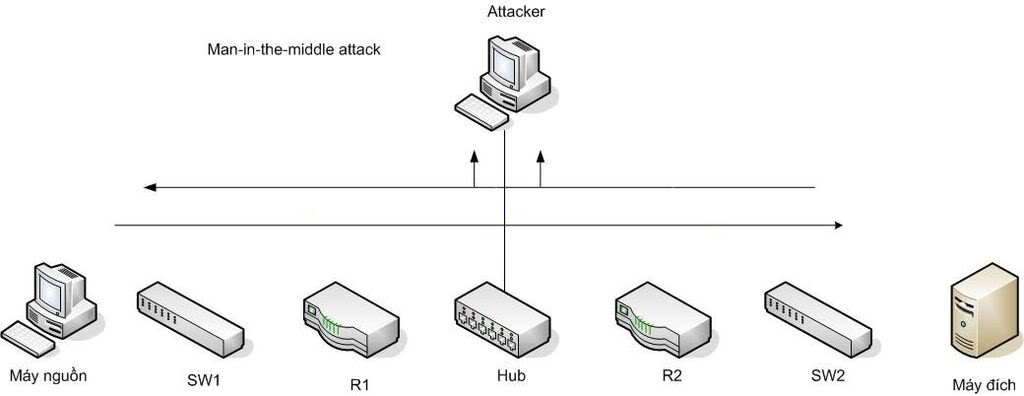 Attacker
Man-in-the-middle attack
Máy nguồn
SW1
R1
Hub
R2
SW2
Máy đích